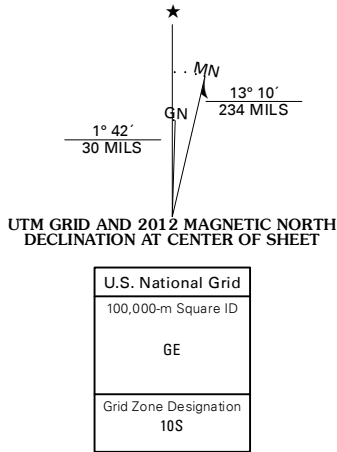 ★
MN
GN
13° 10´
234 MILS
1° 42´
30 MILS
UTM GRID AND 2012 MAGNETIC NORTH
DECLINATION AT CENTER OF SHEET
U.S. National Grid
100,000-m Square ID
GE
Grid Zone Designation
10S